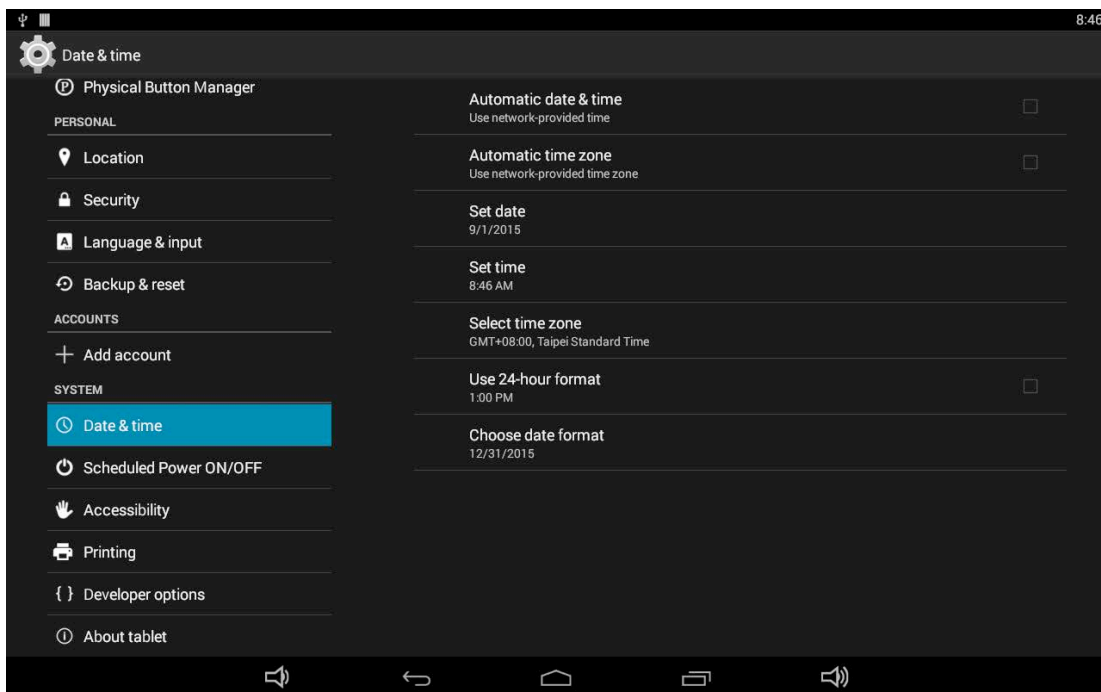 8:46
Date & time
Physical Button Manager
PERSONAL
Location
Security
Language & input
Backup & reset
ACCOUNTS
Add account
SYSTEM
Date & time
Scheduled Power ON/OFF
Accessibility
Printing
{ } Developer options
About tablet
Automatic date & time
Use network-provided time
Automatic time zone
Use network-provided time zone
Set date
9/1/2015
Set time
8:46 AM
Select time zone
GMT+08:00, Taipei Standard Time
Use 24-hour format
1:00 PM
Choose date format
12/31/2015